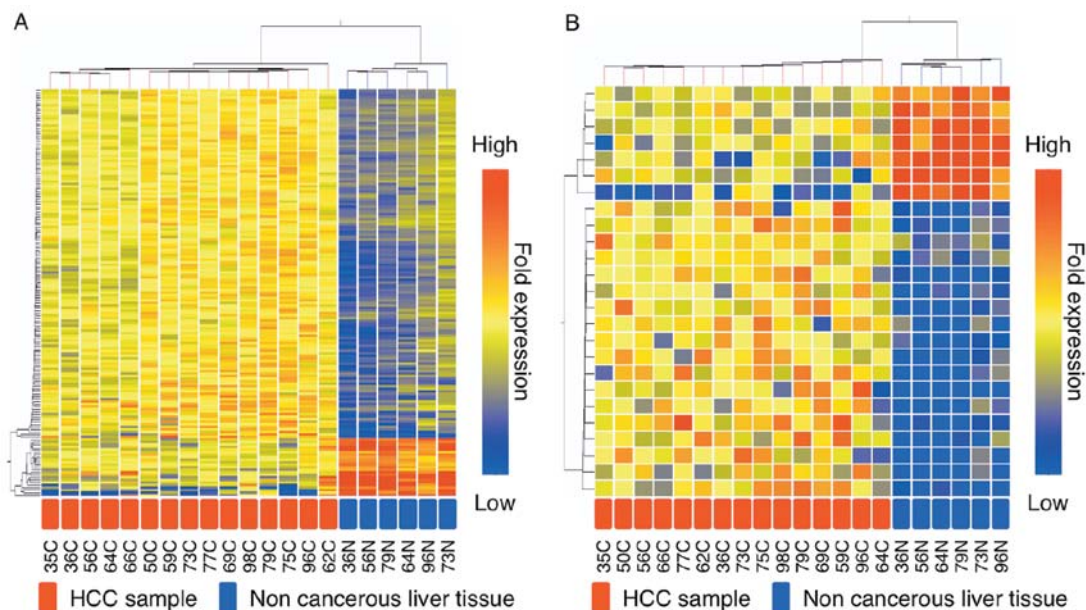 A
High
Fold expression
Low
35C 36C 56C 64C 66C 50C 59C 73C 77C 69C 98C 79C 75C 96C 62C 36N 56N 79N 64N 96N 73N
HCC sample Non cancerous liver tissue
B
High
Fold expression
Low
35C 50C 56C 66C 77C 62C 36C 73C 75C 98C 79C 69C 59C 96C 64C 36N 56N 64N 79N 73N 96N
HCC sample Non cancerous liver tissue